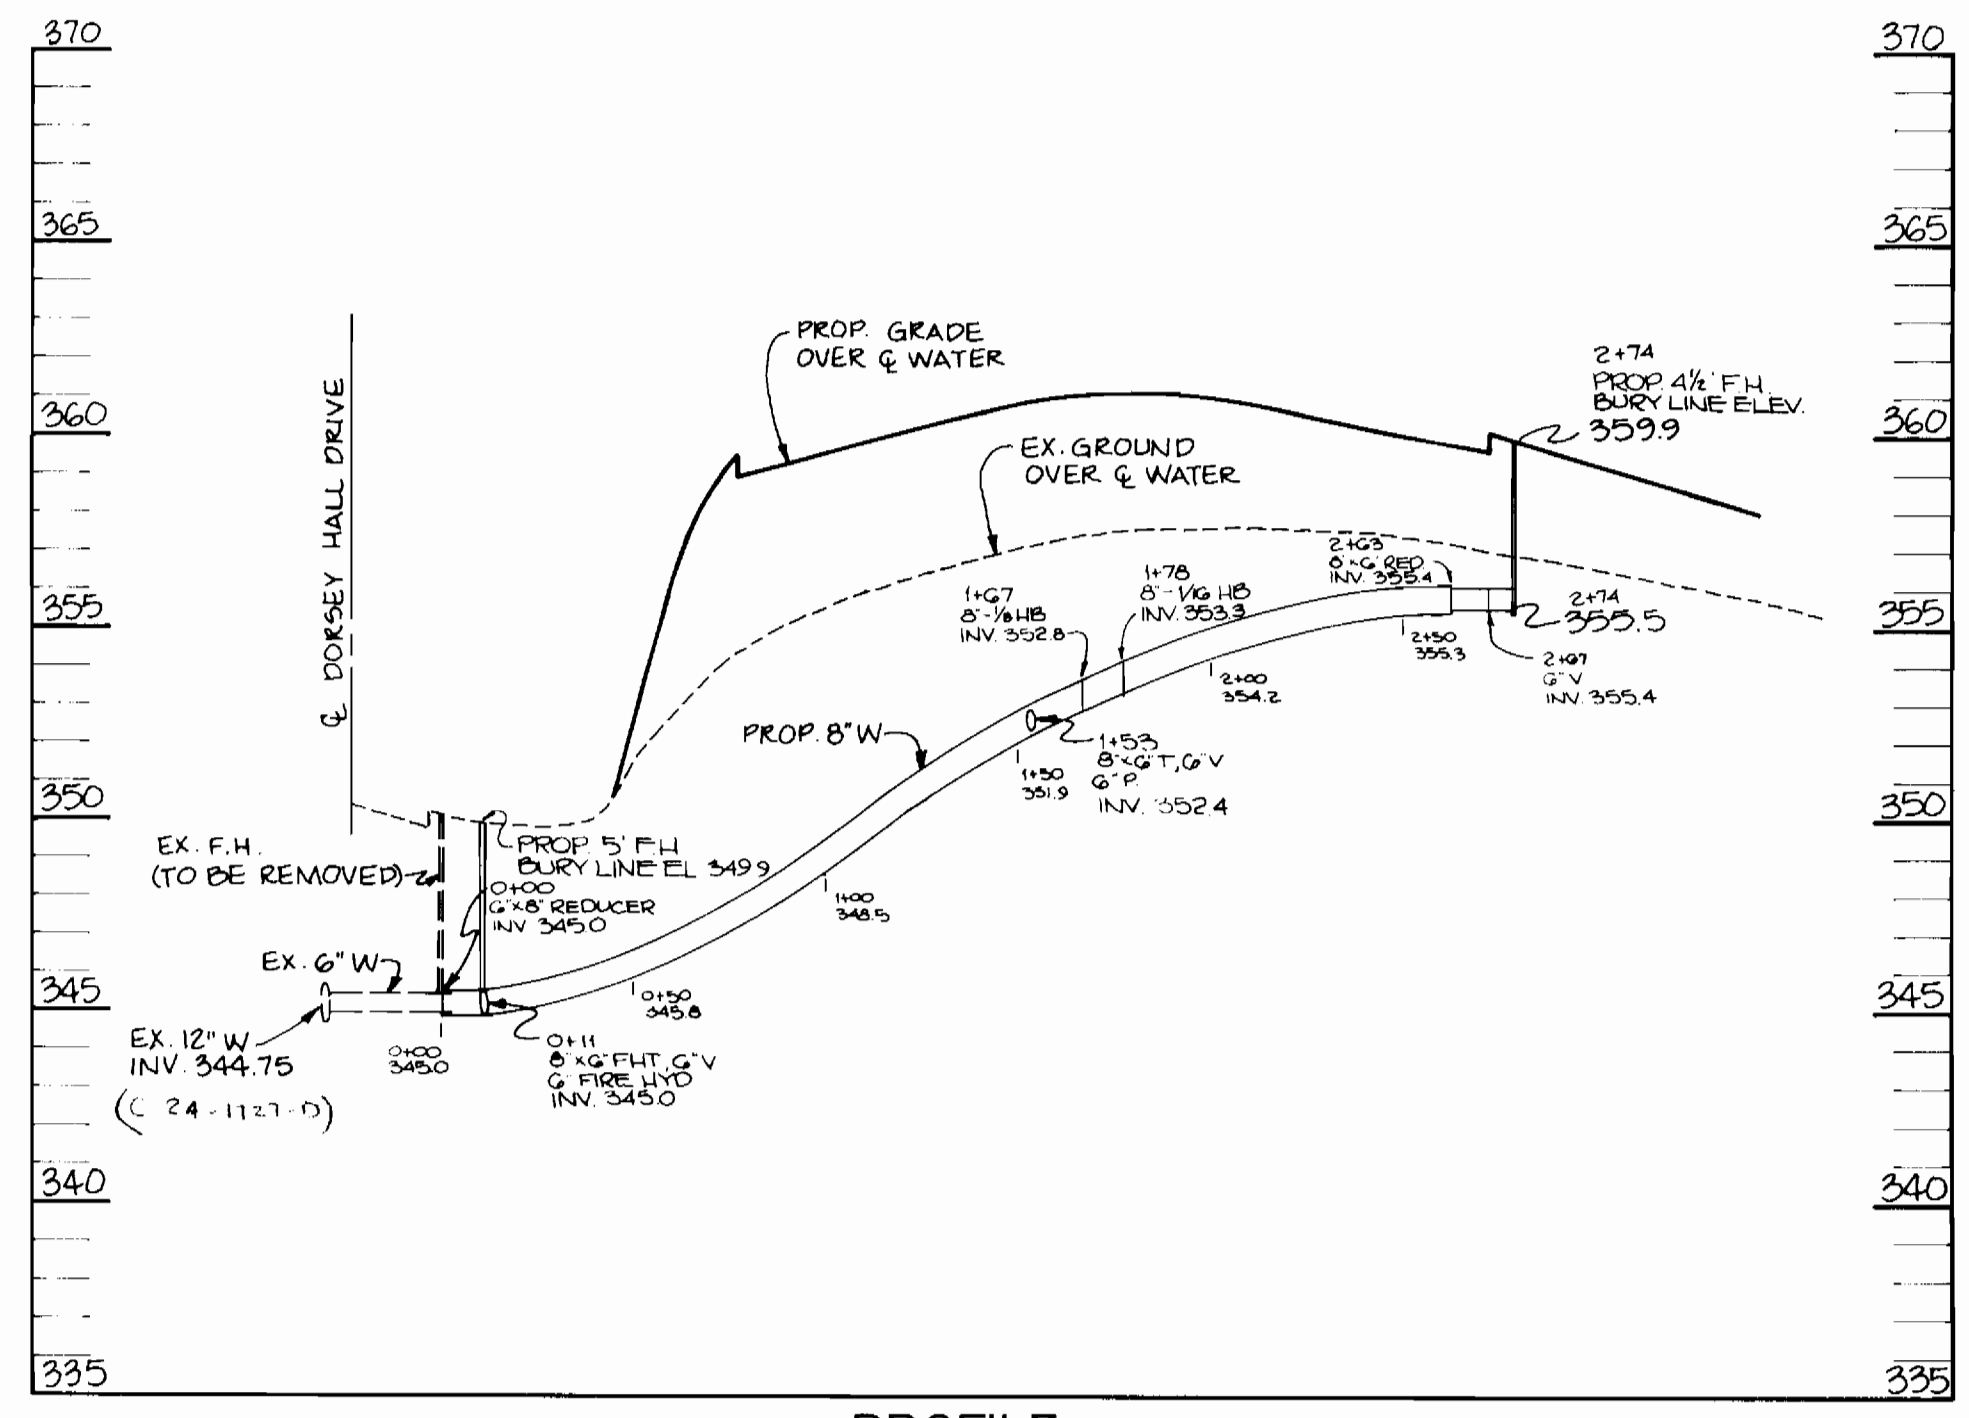 370
365
360
355
350
345
340
335
370
365
360
355
350
345
340
335
℄ DORSEY HALL DRIVE
PROP. GRADE
OVER ℄ WATER
EX. GROUND
OVER ℄ WATER
2+74
PROP. 4½' F.H.
BURY LINE ELEV.
359.9
2+63
8"×6" RED.
INV. 355.4
1+78
8"-1/16 HB
INV. 353.3
1+67
8"-1/8 HB
INV. 352.8
2+74
355.5
2+50
355.3
2+67
6" V
INV. 355.4
2+00
354.2
PROP. 8" W
1+53
8"×6" T, 6" V
6" P.
INV. 352.4
1+50
351.9
EX. F.H.
(TO BE REMOVED)
PROP. 5' F.H
BURY LINE EL 349.9
0+00
6"×8" REDUCER
INV 345.0
1+00
348.5
EX. 6" W
0+50
345.8
EX. 12" W
INV. 344.75
0+00
345.0
0+11
8"×6" FHT, 6" V
6" FIRE HYD
INV. 345.0
(C 24-1727-D)
PROFILE